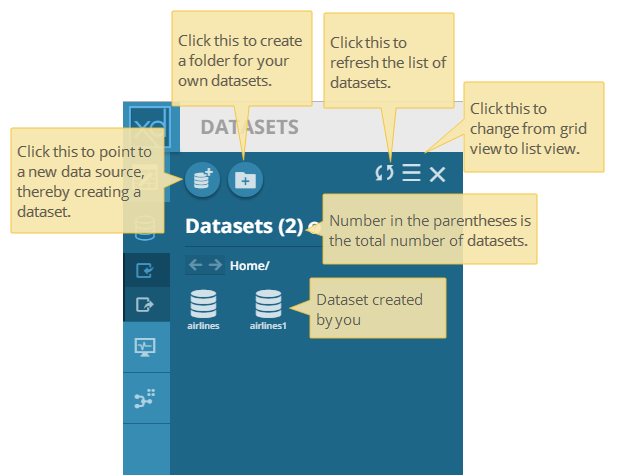 Click this to create
a folder for your
own datasets.
Click this to
refresh the list of
datasets.
Click this to
change from grid
view to list view.
DATASETS
Click this to point to
a new data source,
thereby creating a
dataset.
Datasets (2)
Number in the parentheses is
the total number of datasets.
Home/
Dataset created
by you
airlines
airlines1